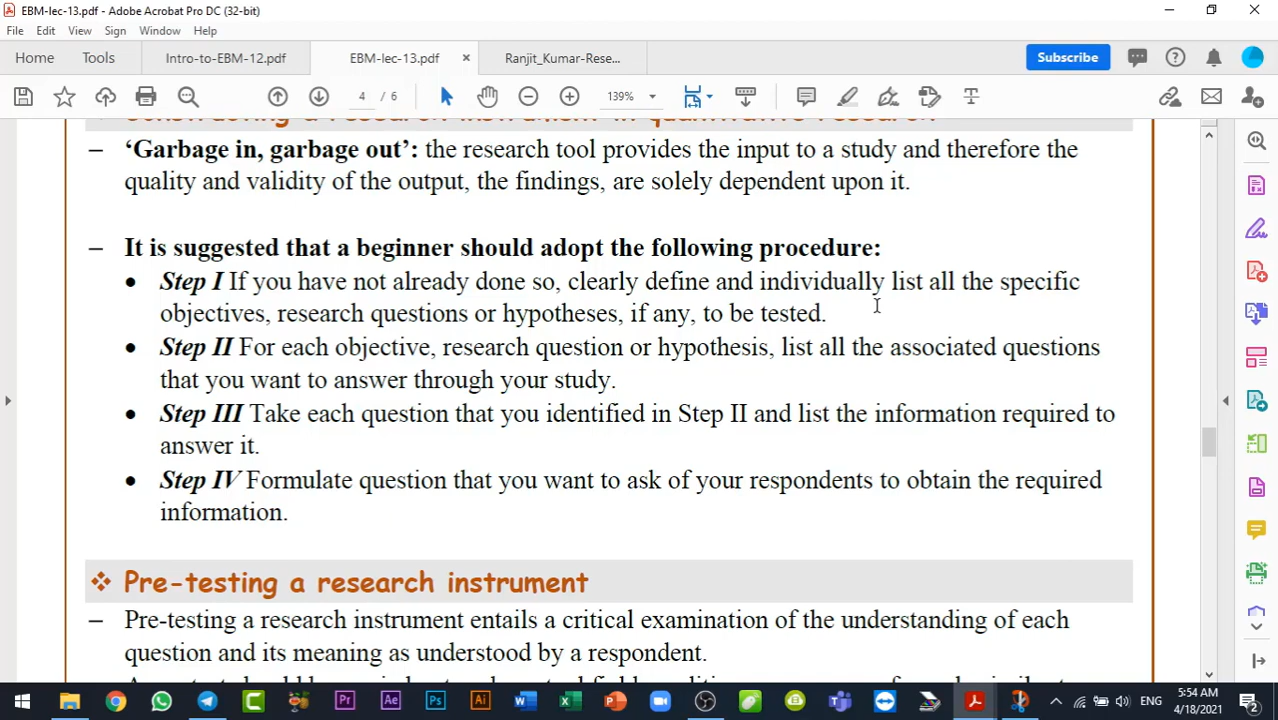 EBM-lec-13.pdf - Adobe Acrobat Pro DC (32-bit)
File Edit View Sign Window Help
Home Tools Intro-to-EBM-12.pdf EBM-lec-13.pdf × Ranjit_Kumar-Rese... Subscribe
4 / 6 139%
Constructing a research instrument in quantitative research
– ‘Garbage in, garbage out’: the research tool provides the input to a study and therefore the
quality and validity of the output, the findings, are solely dependent upon it.
– It is suggested that a beginner should adopt the following procedure:
• Step I If you have not already done so, clearly define and individually list all the specific
objectives, research questions or hypotheses, if any, to be tested.
• Step II For each objective, research question or hypothesis, list all the associated questions
that you want to answer through your study.
• Step III Take each question that you identified in Step II and list the information required to
answer it.
• Step IV Formulate question that you want to ask of your respondents to obtain the required
information.
❖ Pre-testing a research instrument
– Pre-testing a research instrument entails a critical examination of the understanding of each
question and its meaning as understood by a respondent.
ENG
5:54 AM
4/18/2021
2